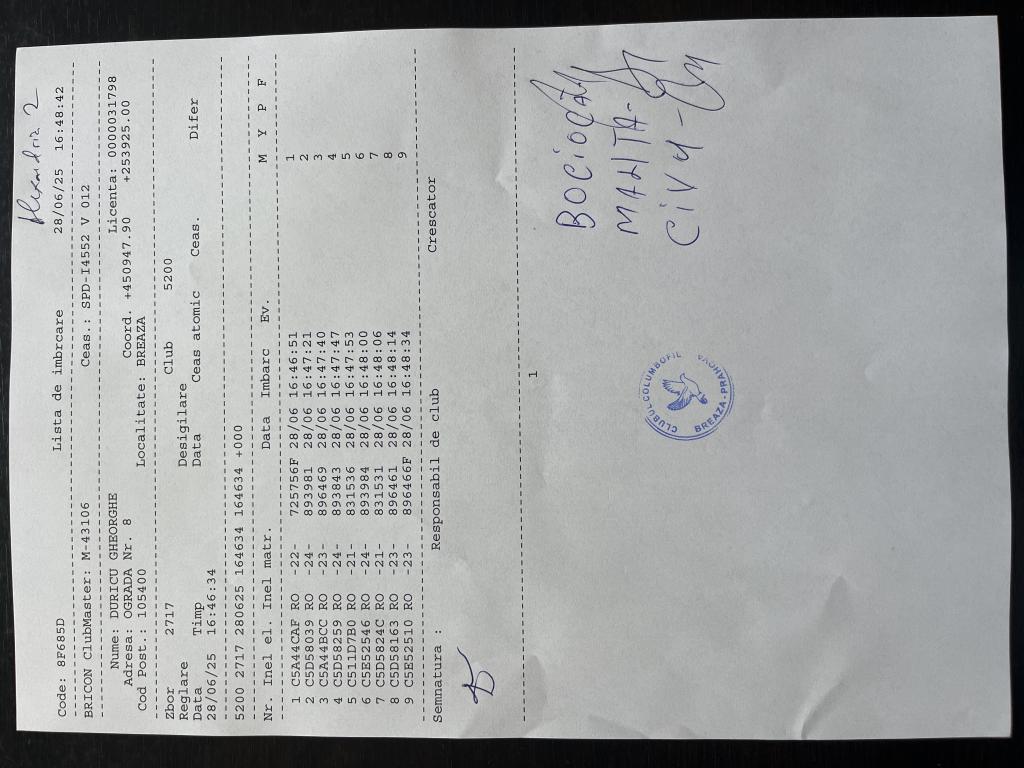 Alexandria 2
Code: 8F685D Lista de imbrcare 28/06/25 16:48:42
BRICON ClubMaster: M-43106 Ceas.: SPD-I4552 V 012
Nume: DURICU GHEORGHE Licenta: 0000031798
Adresa: OGRADA Nr. 8 Coord. +450947.90 +253925.00
Cod Post.: 105400 Localitate: BREAZA
Zbor 2717 Club 5200
Reglare Desigilare
Data Timp Data Ceas atomic Ceas. Difer
28/06/25 16:46:34
5200 2717 280625 164634 164634 +000
Nr. Inel el. Inel matr. Data Imbarc Ev. M Y P F
1 C5A44CAF RO -22- 725756F 28/06 16:46:51 1
2 C5D58039 RO -24- 893981 28/06 16:47:21 2
3 C5A44BCC RO -23- 896469 28/06 16:47:40 3
4 C5D58259 RO -24- 893843 28/06 16:47:47 4
5 C511D7B0 RO -21- 831536 28/06 16:47:53 5
6 C5E52546 RO -24- 893984 28/06 16:48:00 6
7 C5D5824C RO -21- 831531 28/06 16:48:06 7
8 C5D58163 RO -23- 896461 28/06 16:48:14 8
9 C5E52510 RO -23- 896466F 28/06 16:48:34 9
Semnatura : Responsabil de club Crescator
1
BOCIOCAN
MANTA-
CIVU-
CLUBUL COLUMBOFIL PRAHOVA
BREAZA-PRAHOVA